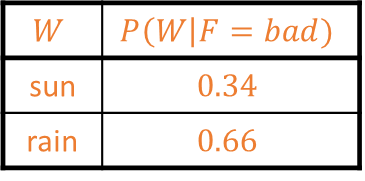 W P(W|F = bad)
sun 0.34
rain 0.66